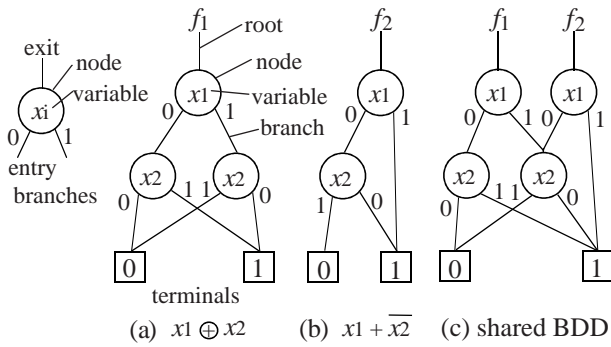 exit
node
xi
variable
0 1
entry
branches
f1
root
node
x1
variable
0 1
branch
x2 x2
0 1 1 0
0 1
terminals
(a) x1 ⊕ x2
f2
x1
0 1
x2
1 0
0 1
(b) x1 + x̅2̅
f1 f2
x1 x1
0 1 0 1
x2 x2
0 1 1 0
0 1
(c) shared BDD